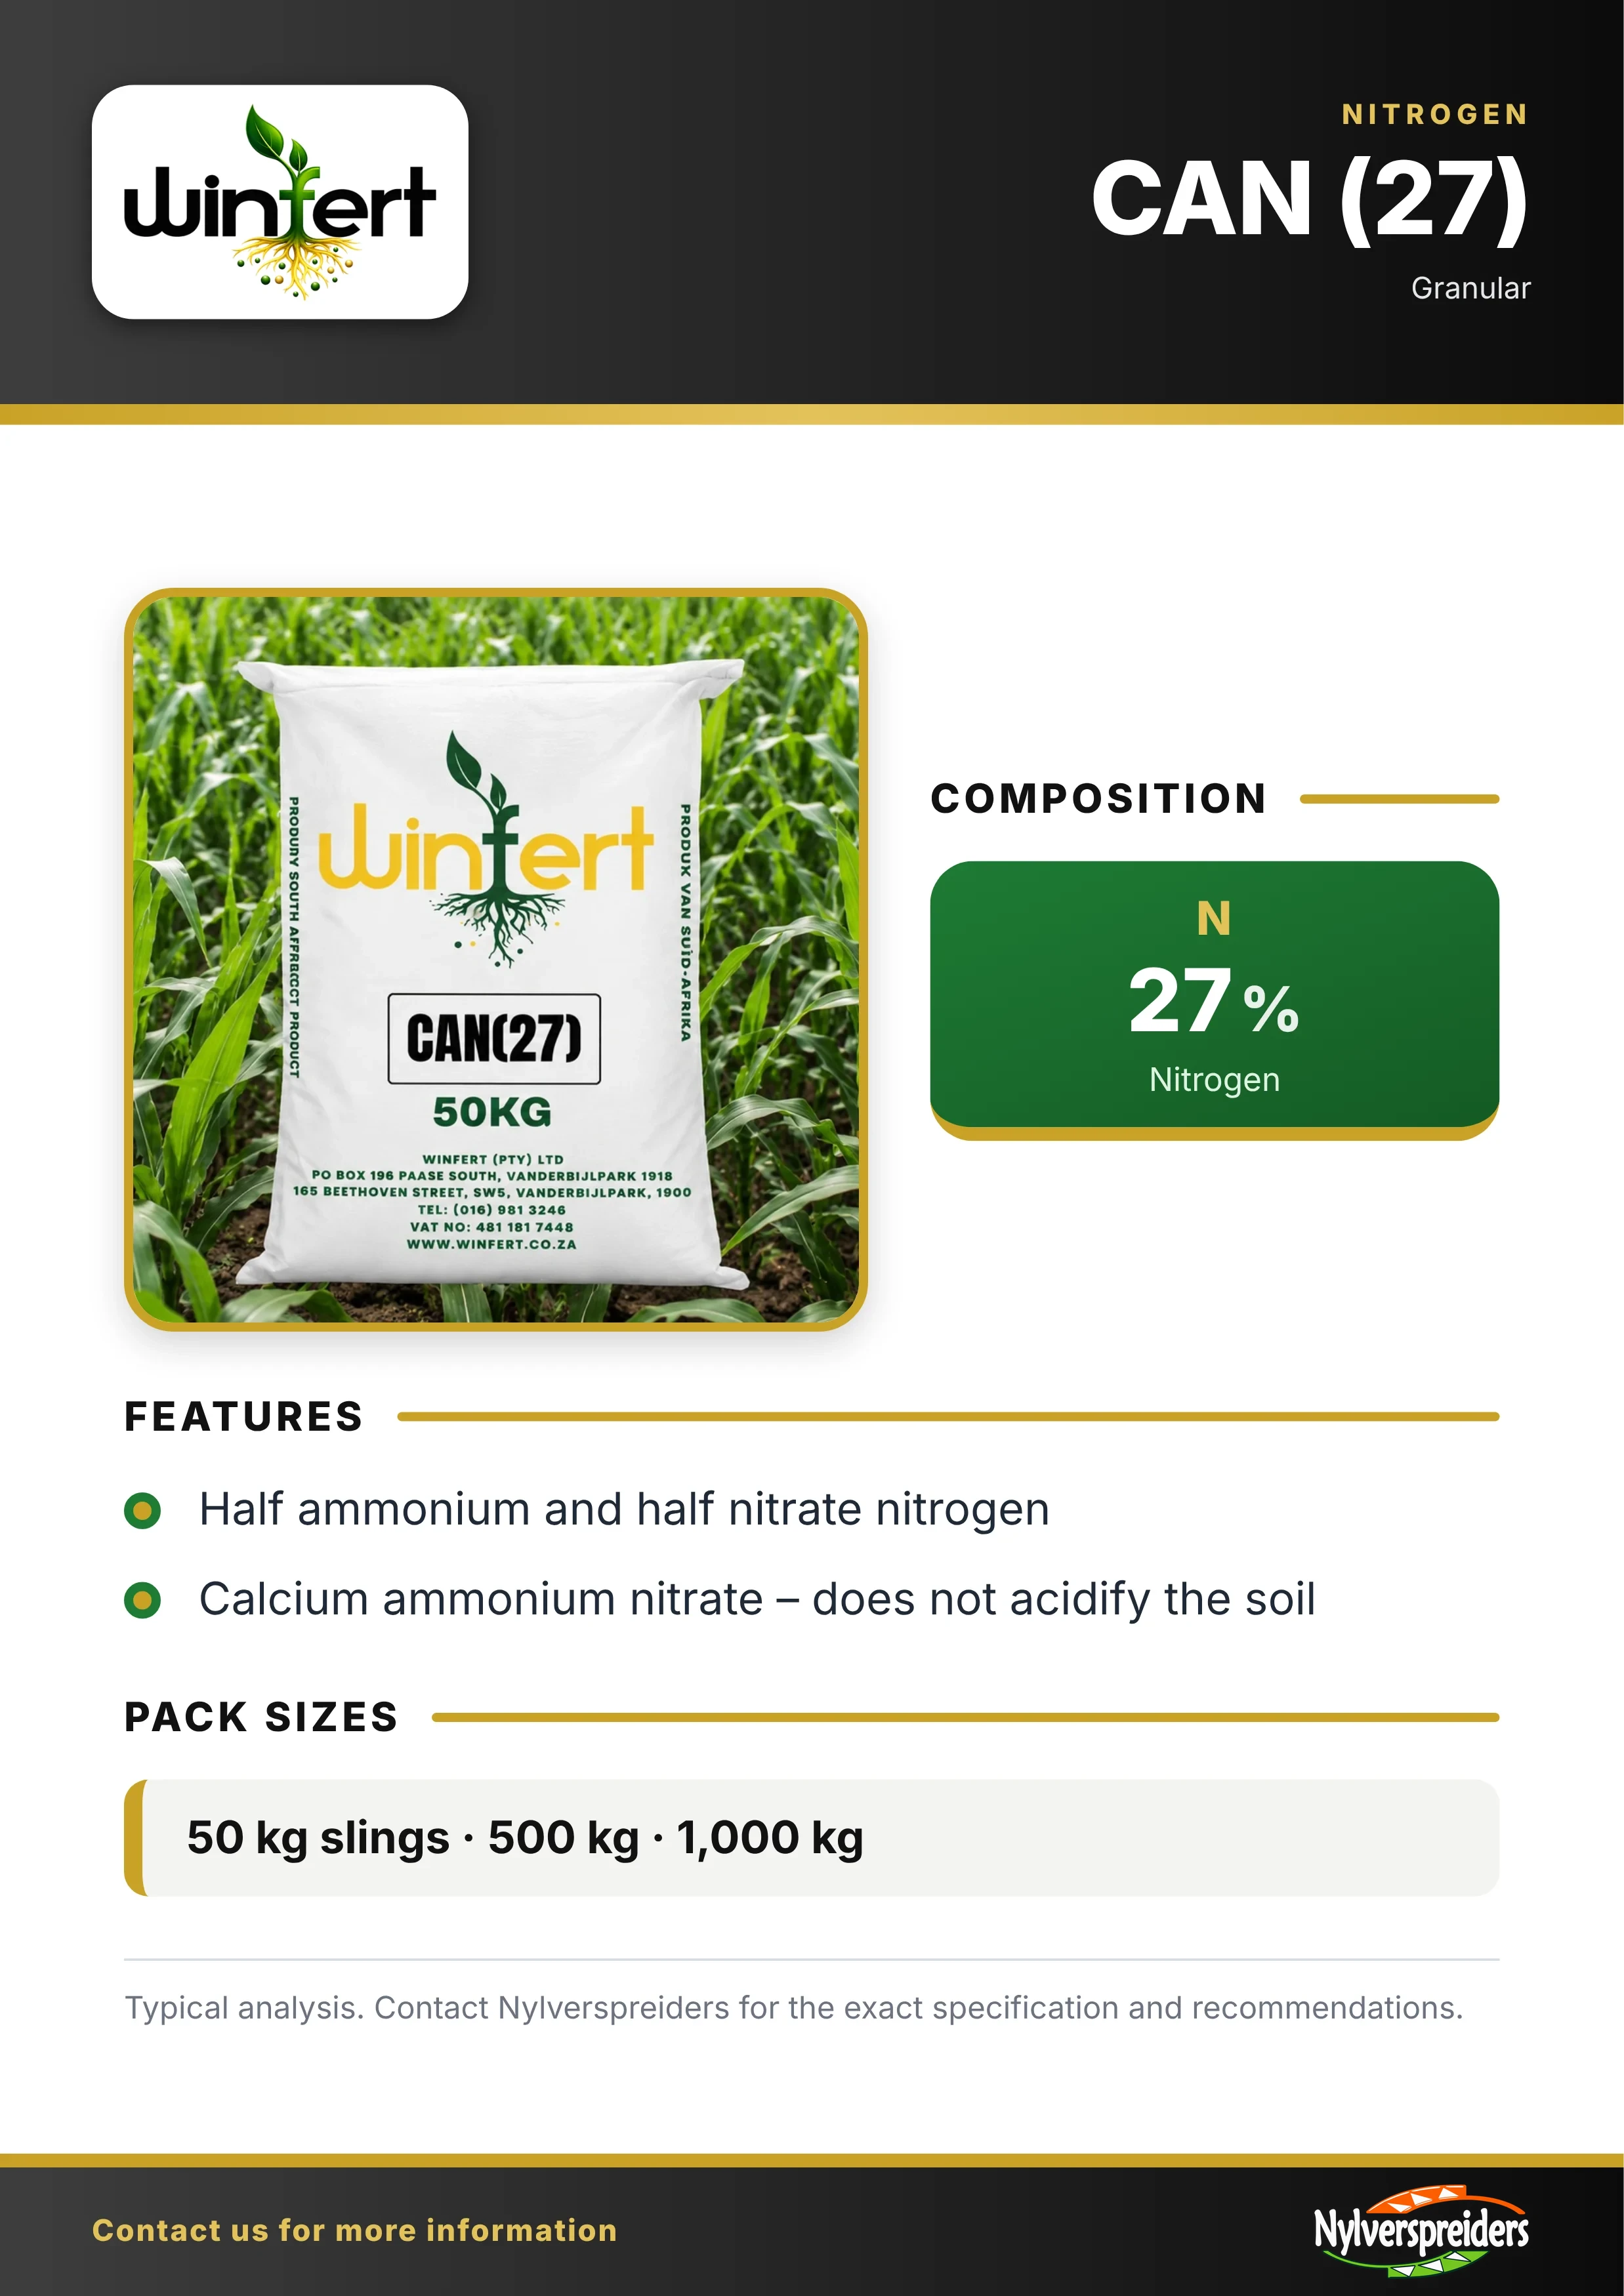 winfert
NITROGEN
CAN (27)
Granular
winfert
PRODUK VAN SUID-AFRIKA
CAN(27)
50KG
WINFERT (PTY) LTD
PO BOX 196 PAASE SOUTH, VANDERBIJLPARK 1918
165 BEETHOVEN STREET, SW5, VANDERBIJLPARK, 1900
TEL: (016) 981 3246
VAT NO: 481 181 7448
WWW.WINFERT.CO.ZA
COMPOSITION
N
27%
Nitrogen
FEATURES
Half ammonium and half nitrate nitrogen
Calcium ammonium nitrate – does not acidify the soil
PACK SIZES
50 kg slings · 500 kg · 1,000 kg
Typical analysis. Contact Nylverspreiders for the exact specification and recommendations.
Contact us for more information
Nylverspreiders